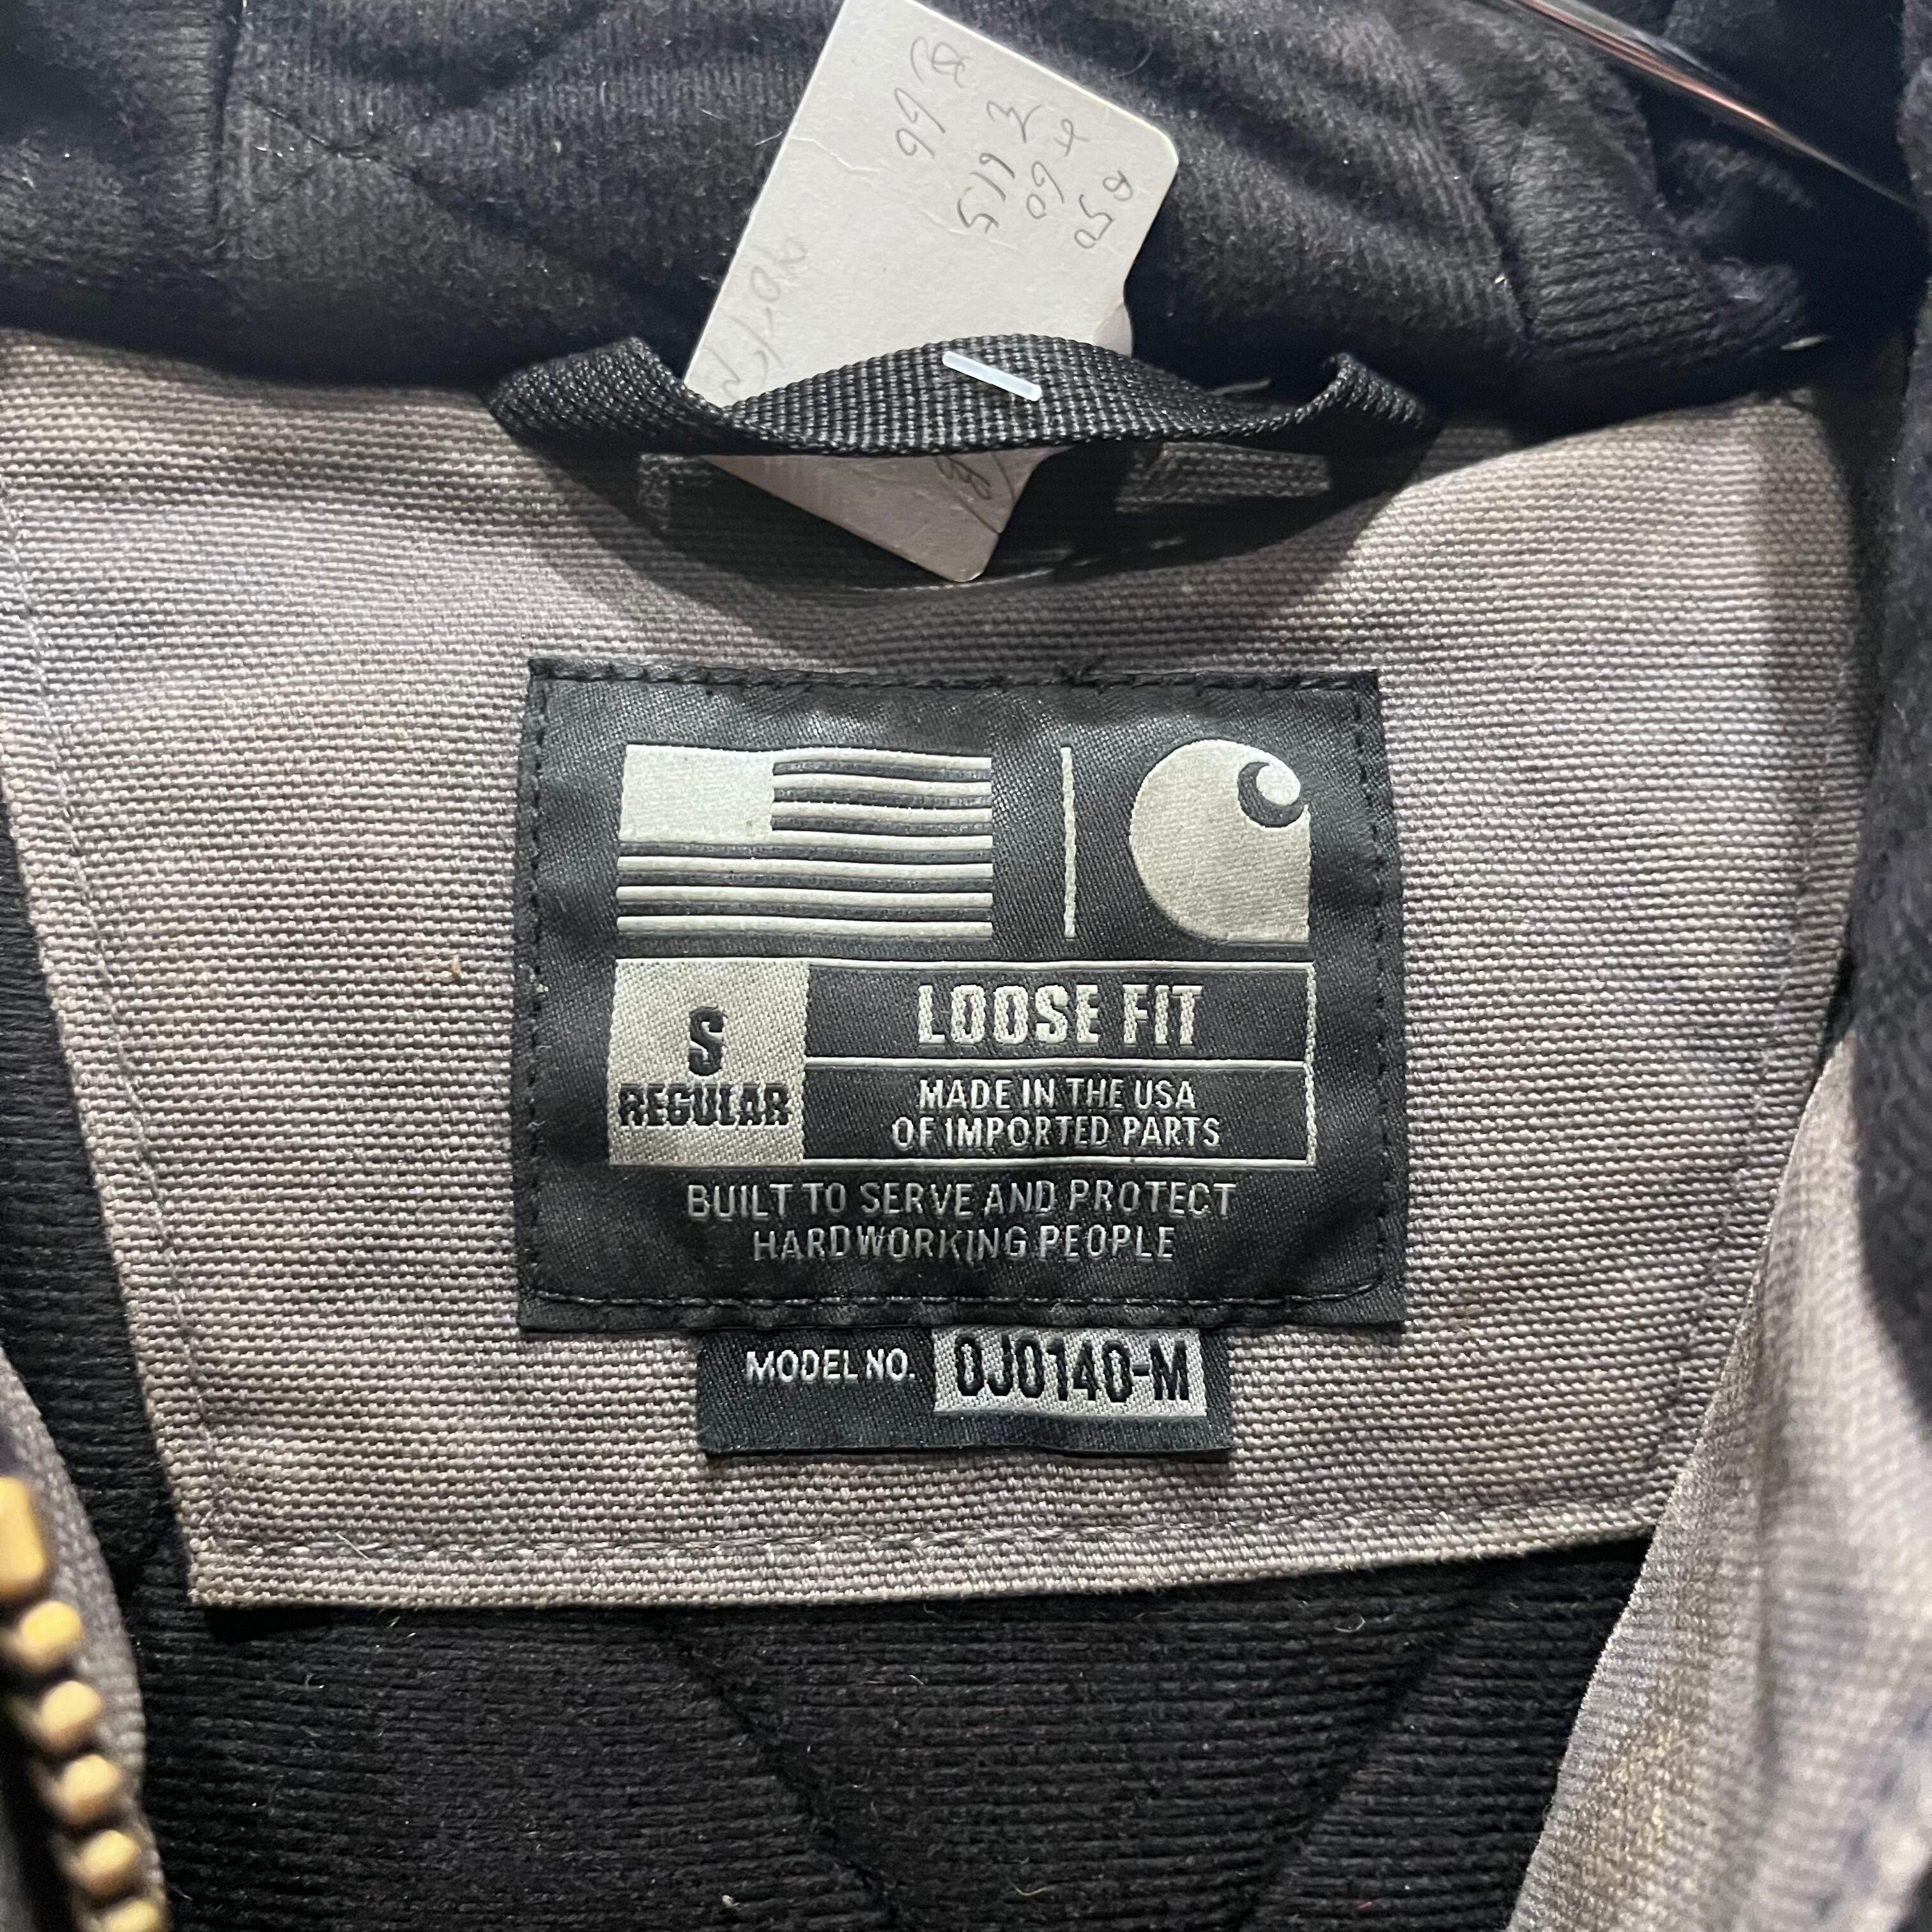 S
REGULAR
LOOSE FIT
MADE IN THE USA
OF IMPORTED PARTS
BUILT TO SERVE AND PROTECT
HARDWORKING PEOPLE
MODEL NO. OJ0140-M